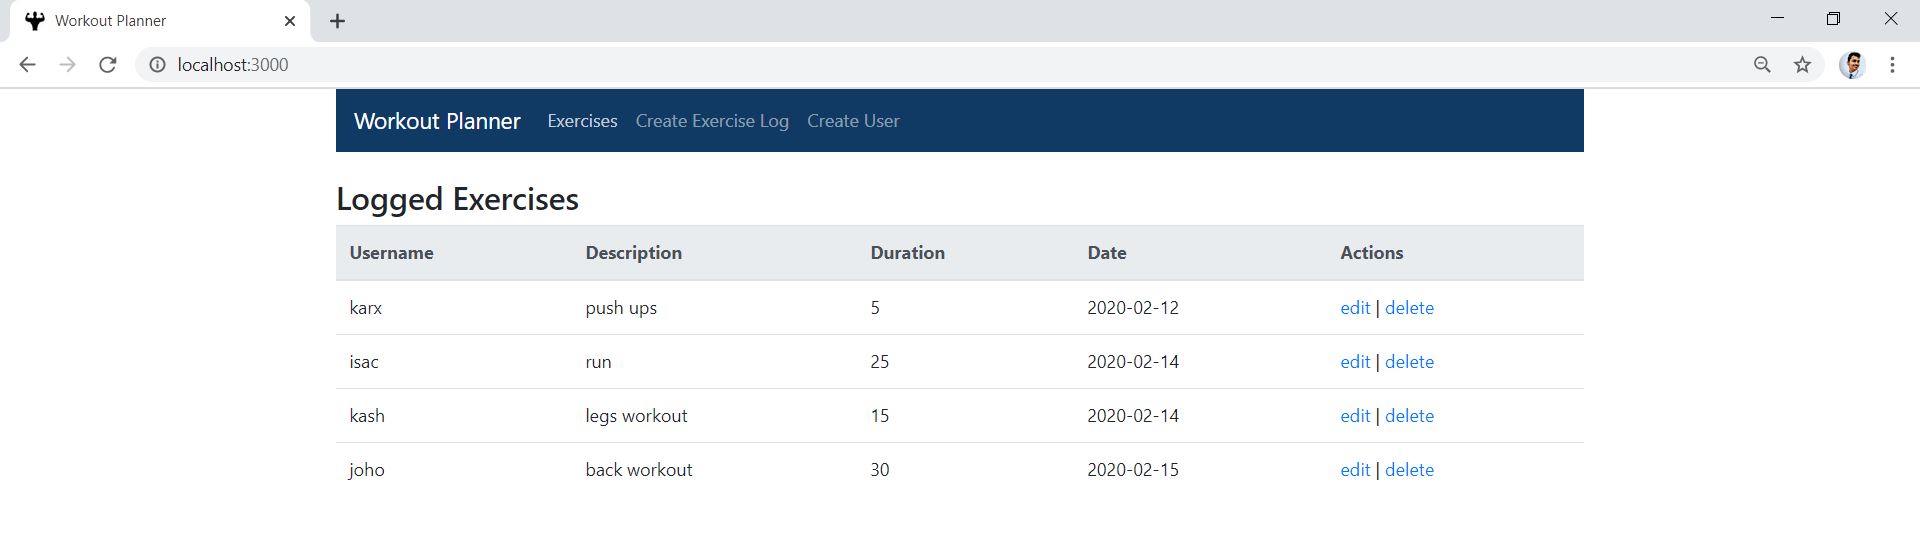 Workout Planner
localhost:3000
Workout Planner Exercises Create Exercise Log Create User
Logged Exercises
Username Description Duration Date Actions
karx push ups 5 2020-02-12 edit | delete
isac run 25 2020-02-14 edit | delete
kash legs workout 15 2020-02-14 edit | delete
joho back workout 30 2020-02-15 edit | delete